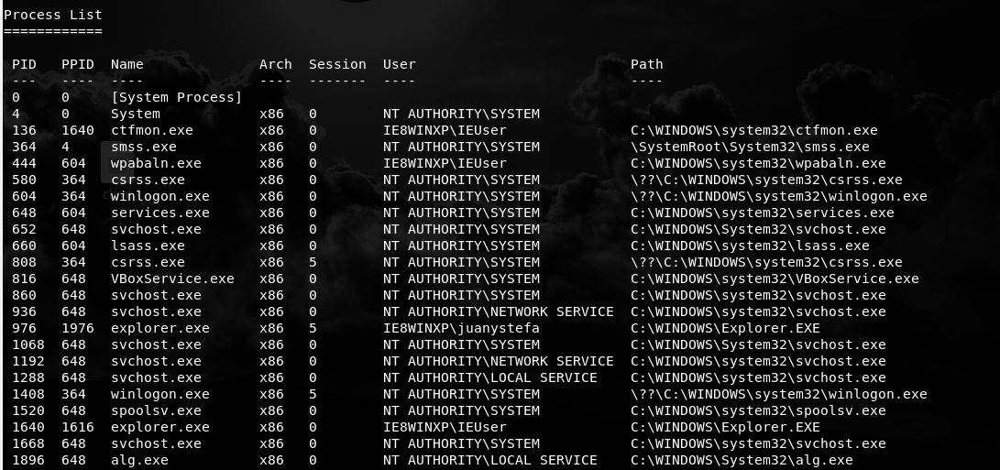 Process List
============
PID PPID Name Arch Session User Path
--- ---- ---- ---- ------- ---- ----
0 0 [System Process]
4 0 System x86 0 NT AUTHORITY\SYSTEM
136 1640 ctfmon.exe x86 0 IE8WINXP\IEUser C:\WINDOWS\system32\ctfmon.exe
364 4 smss.exe x86 0 NT AUTHORITY\SYSTEM \SystemRoot\System32\smss.exe
444 604 wpabaln.exe x86 0 IE8WINXP\IEUser C:\WINDOWS\system32\wpabaln.exe
580 364 csrss.exe x86 0 NT AUTHORITY\SYSTEM \??\C:\WINDOWS\system32\csrss.exe
604 364 winlogon.exe x86 0 NT AUTHORITY\SYSTEM \??\C:\WINDOWS\system32\winlogon.exe
648 604 services.exe x86 0 NT AUTHORITY\SYSTEM C:\WINDOWS\system32\services.exe
652 648 svchost.exe x86 0 NT AUTHORITY\SYSTEM C:\WINDOWS\System32\svchost.exe
660 604 lsass.exe x86 0 NT AUTHORITY\SYSTEM C:\WINDOWS\system32\lsass.exe
808 364 csrss.exe x86 5 NT AUTHORITY\SYSTEM \??\C:\WINDOWS\system32\csrss.exe
816 648 VBoxService.exe x86 0 NT AUTHORITY\SYSTEM C:\WINDOWS\system32\VBoxService.exe
860 648 svchost.exe x86 0 NT AUTHORITY\SYSTEM C:\WINDOWS\system32\svchost.exe
936 648 svchost.exe x86 0 NT AUTHORITY\NETWORK SERVICE C:\WINDOWS\system32\svchost.exe
976 1976 explorer.exe x86 5 IE8WINXP\juanystefa C:\WINDOWS\Explorer.EXE
1068 648 svchost.exe x86 0 NT AUTHORITY\SYSTEM C:\WINDOWS\System32\svchost.exe
1192 648 svchost.exe x86 0 NT AUTHORITY\NETWORK SERVICE C:\WINDOWS\system32\svchost.exe
1288 648 svchost.exe x86 0 NT AUTHORITY\LOCAL SERVICE C:\WINDOWS\system32\svchost.exe
1408 364 winlogon.exe x86 5 NT AUTHORITY\SYSTEM \??\C:\WINDOWS\system32\winlogon.exe
1520 648 spoolsv.exe x86 0 NT AUTHORITY\SYSTEM C:\WINDOWS\system32\spoolsv.exe
1640 1616 explorer.exe x86 0 IE8WINXP\IEUser C:\WINDOWS\Explorer.EXE
1668 648 svchost.exe x86 0 NT AUTHORITY\SYSTEM C:\WINDOWS\System32\svchost.exe
1896 648 alg.exe x86 0 NT AUTHORITY\LOCAL SERVICE C:\WINDOWS\System32\alg.exe